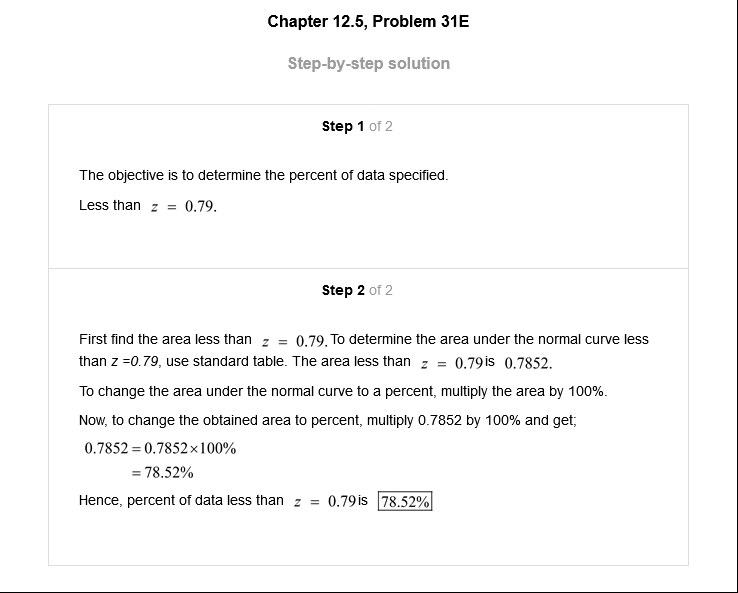 Chapter 12.5, Problem 31E
Step-by-step solution
Step 1 of 2
The objective is to determine the percent of data specified.
Less than z = 0.79.
Step 2 of 2
First find the area less than z = 0.79. To determine the area under the normal curve less
than z =0.79, use standard table. The area less than z = 0.79 is 0.7852.
To change the area under the normal curve to a percent, multiply the area by 100%.
Now, to change the obtained area to percent, multiply 0.7852 by 100% and get;
0.7852 = 0.7852×100%
= 78.52%
Hence, percent of data less than z = 0.79 is 78.52%